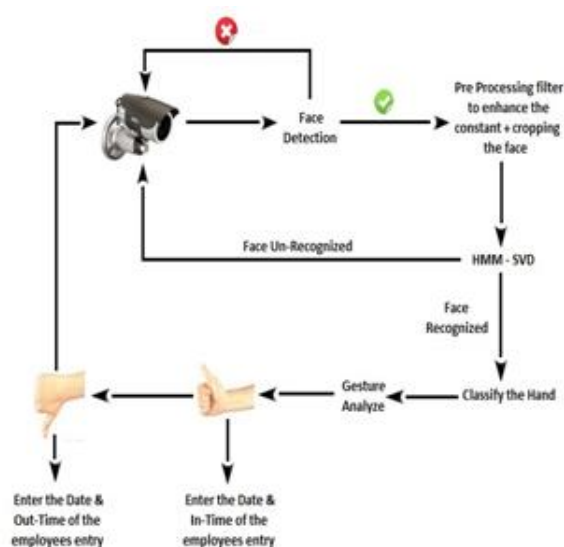 Face
Detection
Pre Processing filter
to enhance the
constant + cropping
the face
Face Un-Recognized
HMM - SVD
Face
Recognized
Gesture
Analyze
Classify the Hand
Enter the Date &
Out-Time of the
employees entry
Enter the Date &
In-Time of the
employees entry